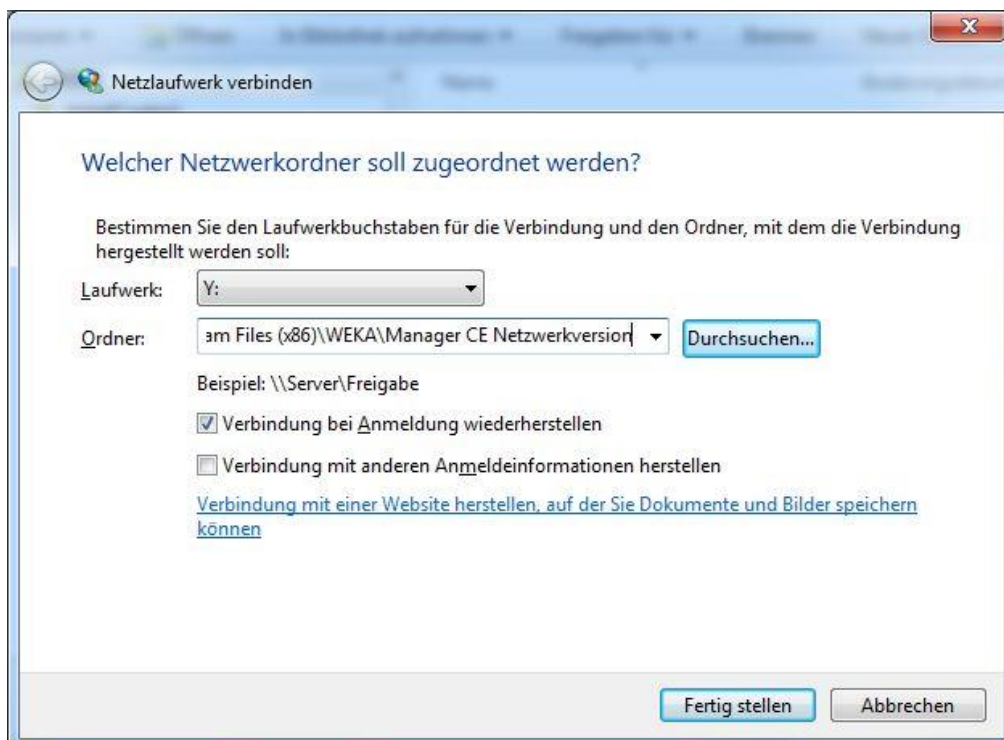 Netzlaufwerk verbinden
Welcher Netzwerkordner soll zugeordnet werden?
Bestimmen Sie den Laufwerkbuchstaben für die Verbindung und den Ordner, mit dem die Verbindung
hergestellt werden soll:
Laufwerk: Y:
Ordner: am Files (x86)\WEKA\Manager CE Netzwerkversion Durchsuchen...
Beispiel: \\Server\Freigabe
Verbindung bei Anmeldung wiederherstellen
Verbindung mit anderen Anmeldeinformationen herstellen
Verbindung mit einer Website herstellen, auf der Sie Dokumente und Bilder speichern
können
Fertig stellen Abbrechen